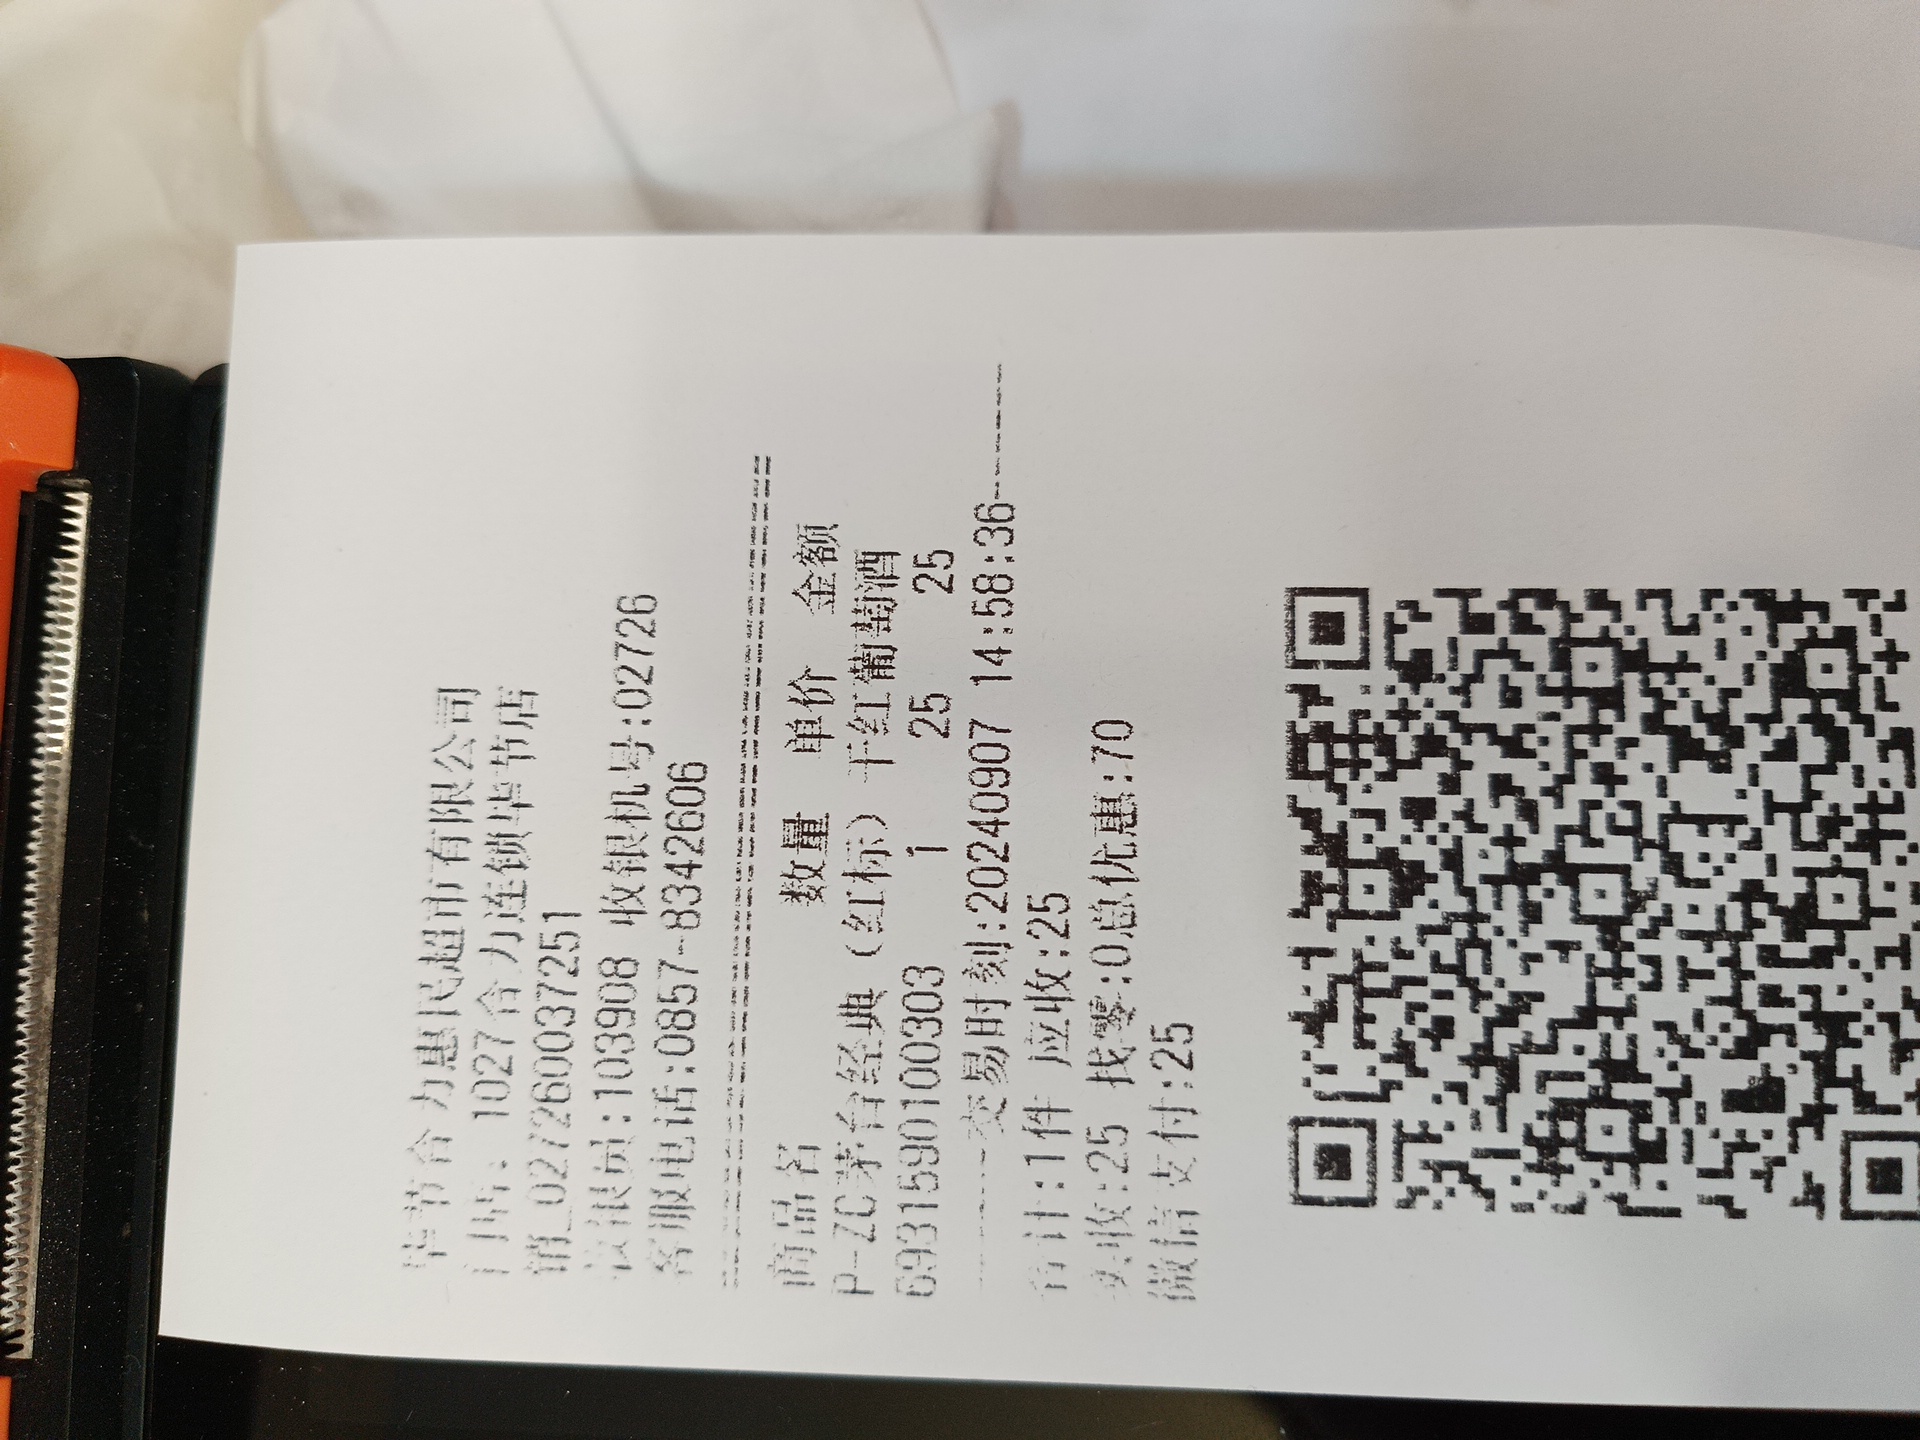 毕节合力惠民超市有限公司
门店：1027合力连锁毕节店
销_027260037251
收银员:103908 收银机号:02726
客服电话:0857-8342606
商品名 数量 单价 金额
P-ZC茅台经典（红标）干红葡萄酒
6931590100303 1 25 25
------交易时刻:20240907 14:58:36------
合计:1件 应收:25
实收:25 找零:0总优惠:70
微信支付:25